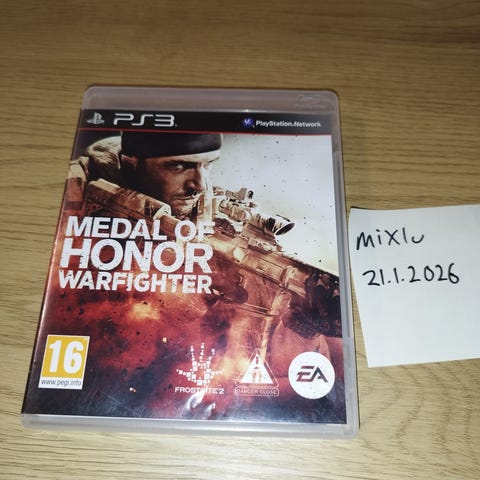 PS3
PlayStation Network
MEDAL OF
HONOR
WARFIGHTER
16
www.pegi.info
FROSTBITE 2
DANGER CLOSE
EA
mixlu
21.1.2026